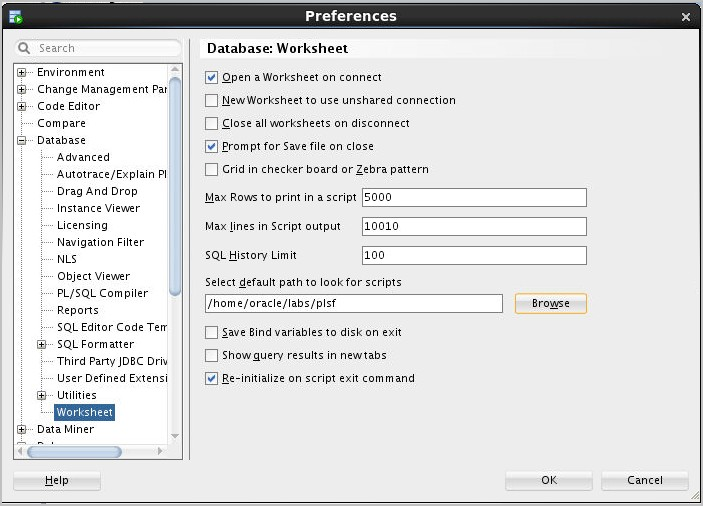 Preferences
Search
Environment
Change Management Par
Code Editor
Compare
Database
Advanced
Autotrace/Explain Pl
Drag And Drop
Instance Viewer
Licensing
Navigation Filter
NLS
Object Viewer
PL/SQL Compiler
Reports
SQL Editor Code Tem
SQL Formatter
Third Party JDBC Driv
User Defined Extensi
Utilities
Worksheet
Data Miner
Database: Worksheet
Open a Worksheet on connect
New Worksheet to use unshared connection
Close all worksheets on disconnect
Prompt for Save file on close
Grid in checker board or Zebra pattern
Max Rows to print in a script 5000
Max lines in Script output 10010
SQL History Limit 100
Select default path to look for scripts
/home/oracle/labs/plsf Browse
Save Bind variables to disk on exit
Show query results in new tabs
Re-initialize on script exit command
Help OK Cancel